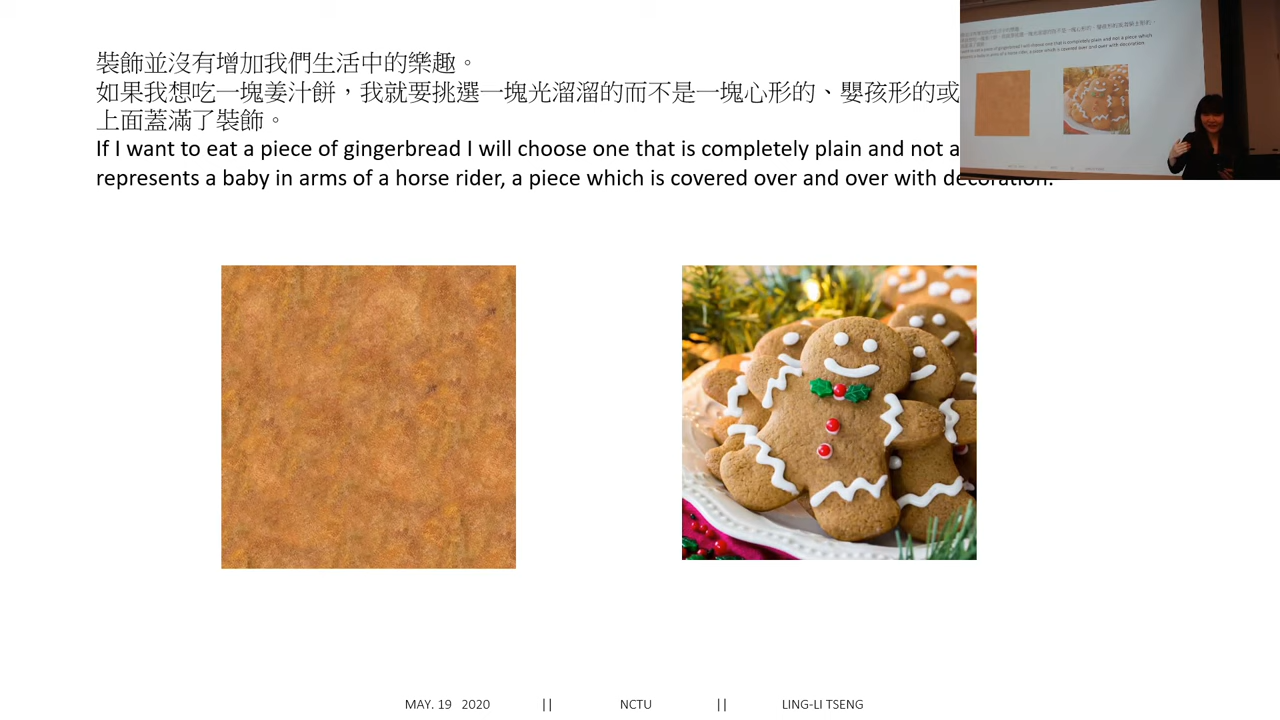 裝飾並沒有增加我們生活中的樂趣。
如果我想吃一塊姜汁餅，我就要挑選一塊光溜溜的而不是一塊心形的、嬰孩形的或
上面蓋滿了裝飾。
If I want to eat a piece of gingerbread I will choose one that is completely plain and not a
represents a baby in arms of a horse rider, a piece which is covered over and over with decoration.
MAY. 19 2020 || NCTU || LING-LI TSENG